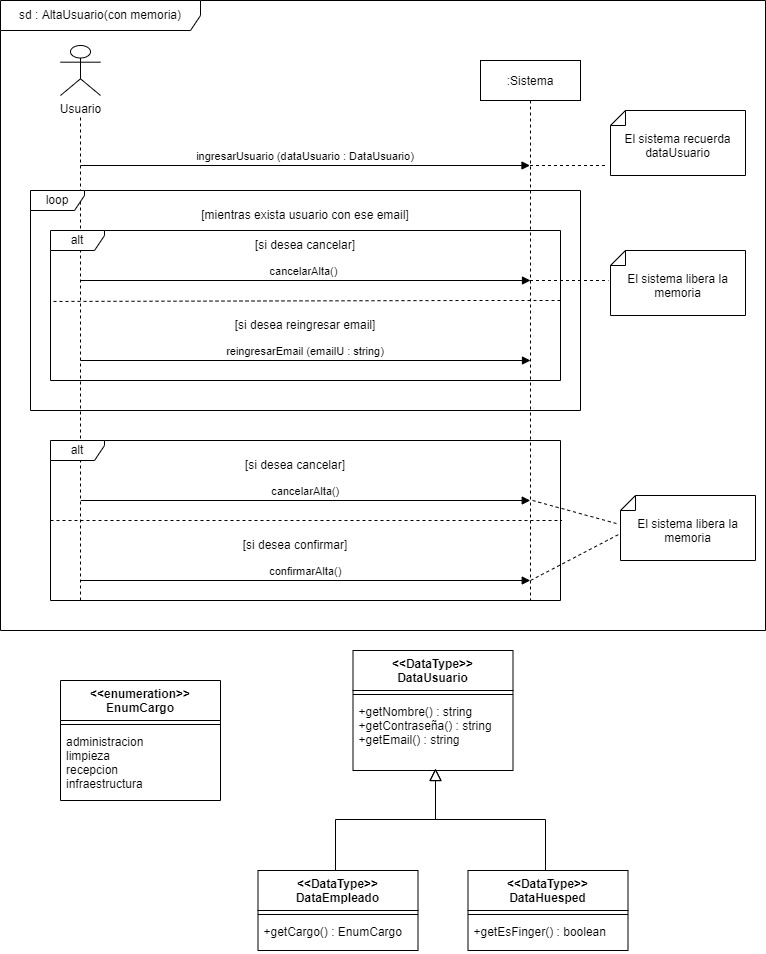 sd : AltaUsuario(con memoria)
Usuario
:Sistema
ingresarUsuario (dataUsuario : DataUsuario)
El sistema recuerda
dataUsuario
loop
[mientras exista usuario con ese email]
alt
[si desea cancelar]
cancelarAlta()
El sistema libera la
memoria
[si desea reingresar email]
reingresarEmail (emailU : string)
alt
[si desea cancelar]
cancelarAlta()
El sistema libera la
memoria
[si desea confirmar]
confirmarAlta()
<<enumeration>>
EnumCargo
administracion
limpieza
recepcion
infraestructura
<<DataType>>
DataUsuario
+getNombre() : string
+getContraseña() : string
+getEmail() : string
<<DataType>>
DataEmpleado
+getCargo() : EnumCargo
<<DataType>>
DataHuesped
+getEsFinger() : boolean